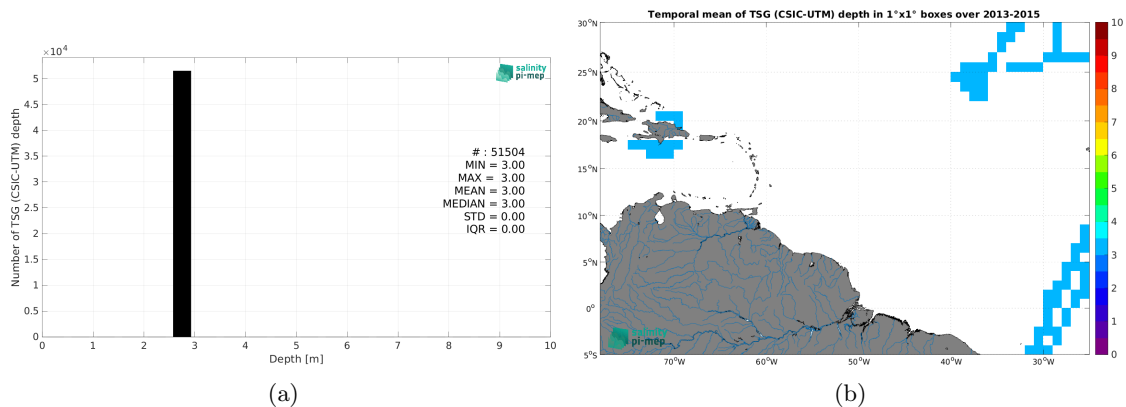 ×10⁴
5
4.5
4
3.5
3
2.5
2
1.5
1
0.5
0
Number of TSG (CSIC-UTM) depth
salinity
pi-mep
# : 51504
MIN = 3.00
MAX = 3.00
MEAN = 3.00
MEDIAN = 3.00
STD = 0.00
IQR = 0.00
0 1 2 3 4 5 6 7 8 9 10
Depth [m]
(a)
Temporal mean of TSG (CSIC-UTM) depth in 1°x1° boxes over 2013-2015
30°N
25°N
20°N
15°N
10°N
5°N
0°
5°S
salinity
pi-mep
70°W 60°W 50°W 40°W 30°W
10
9
8
7
6
5
4
3
2
1
0
(b)